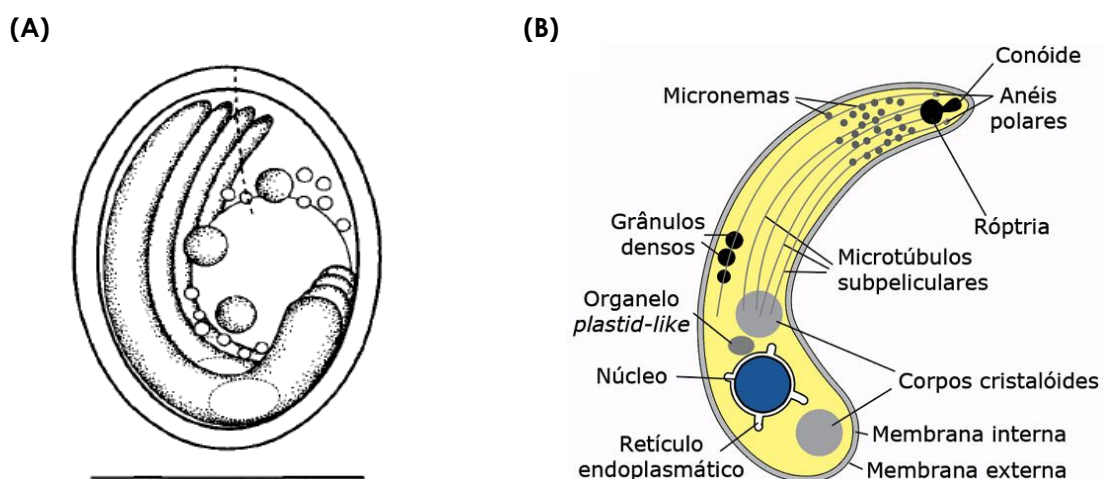 (A)
(B)
Conóide
Micronemas
Anéis
polares
Róptria
Grânulos
densos
Microtúbulos
subpeliculares
Organelo
plastid-like
Núcleo
Corpos cristalóides
Retículo
endoplasmático
Membrana interna
Membrana externa